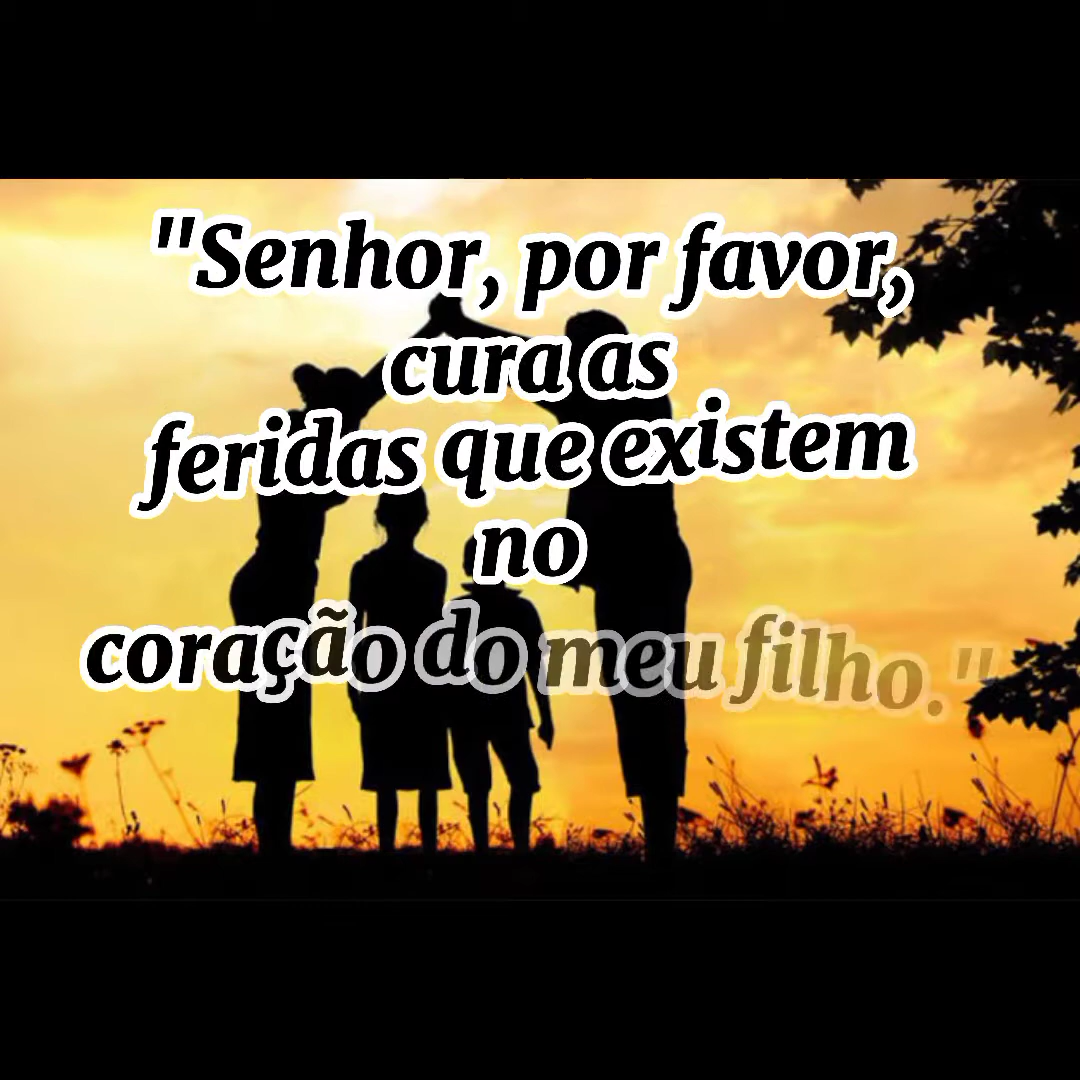 "Senhor, por favor,
cura as
feridas que existem
no
coração do meu filho."